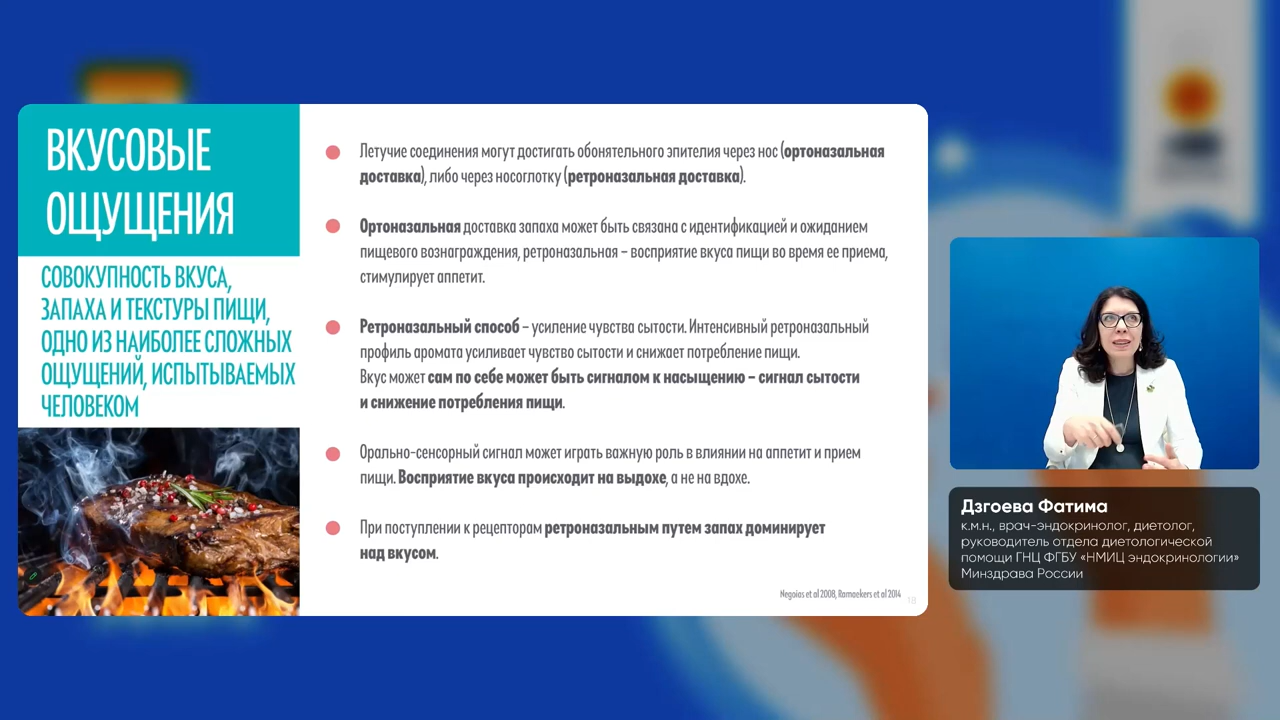 ВКУСОВЫЕ
ОЩУЩЕНИЯ
СОВОКУПНОСТЬ ВКУСА,
ЗАПАХА И ТЕКСТУРЫ ПИЩИ,
ОДНО ИЗ НАИБОЛЕЕ СЛОЖНЫХ
ОЩУЩЕНИЙ, ИСПЫТЫВАЕМЫХ
ЧЕЛОВЕКОМ
Летучие соединения могут достигать обонятельного эпителия через нос (ортоназальная
доставка), либо через носоглотку (ретроназальная доставка).
Ортоназальная доставка запаха может быть связана с идентификацией и ожиданием
пищевого вознаграждения, ретроназальная – восприятие вкуса пищи во время ее приема,
стимулирует аппетит.
Ретроназальный способ – усиление чувства сытости. Интенсивный ретроназальный
профиль аромата усиливает чувство сытости и снижает потребление пищи.
Вкус может сам по себе может быть сигналом к насыщению – сигнал сытости
и снижение потребления пищи.
Орально-сенсорный сигнал может играть важную роль в влиянии на аппетит и прием
пищи. Восприятие вкуса происходит на выдохе, а не на вдохе.
При поступлении к рецепторам ретроназальным путем запах доминирует
над вкусом.
Negoias et al 2008, Ramaekers et al 2014
18
Дзгоева Фатима
к.м.н., врач-эндокринолог, диетолог,
руководитель отдела диетологической
помощи ГНЦ ФГБУ «НМИЦ эндокринологии»
Минздрава России